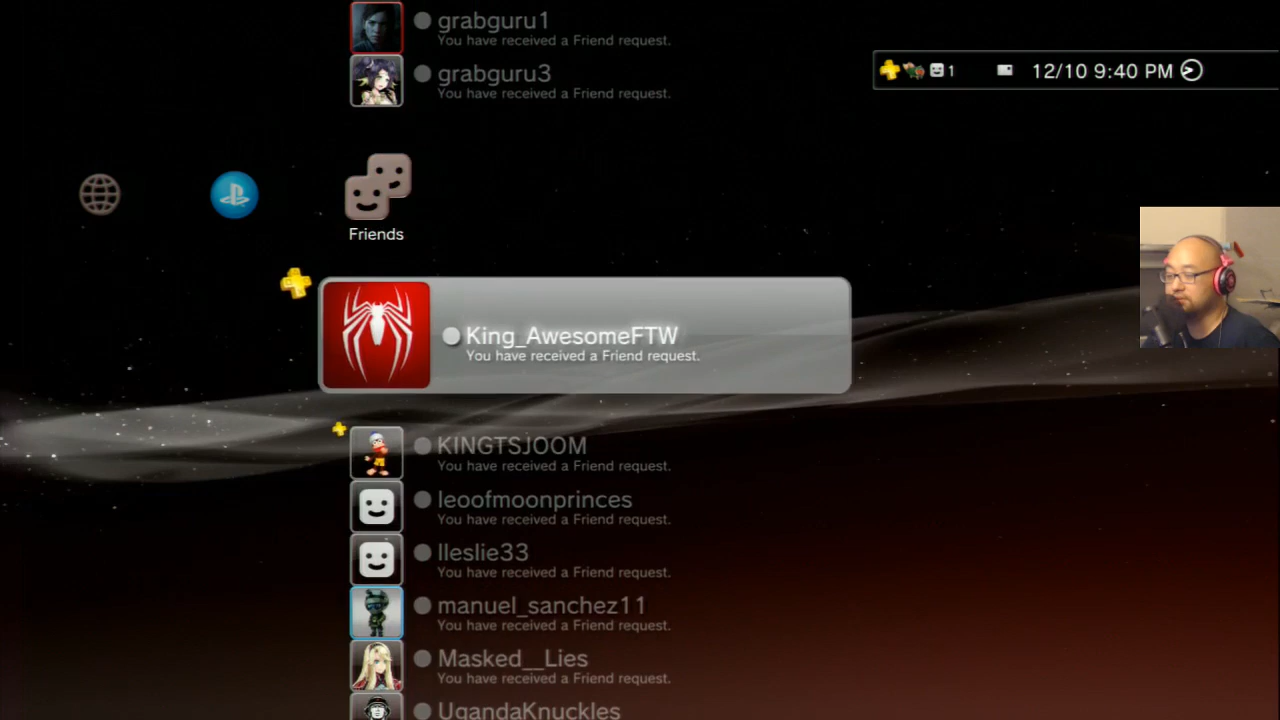 grabguru1
You have received a Friend request.
grabguru3
You have received a Friend request.
1 12/10 9:40 PM
Friends
King_AwesomeFTW
You have received a Friend request.
KINGTSJOOM
You have received a Friend request.
leoofmoonprinces
You have received a Friend request.
lleslie33
You have received a Friend request.
manuel_sanchez11
You have received a Friend request.
Masked__Lies
You have received a Friend request.
UgandaKnuckles